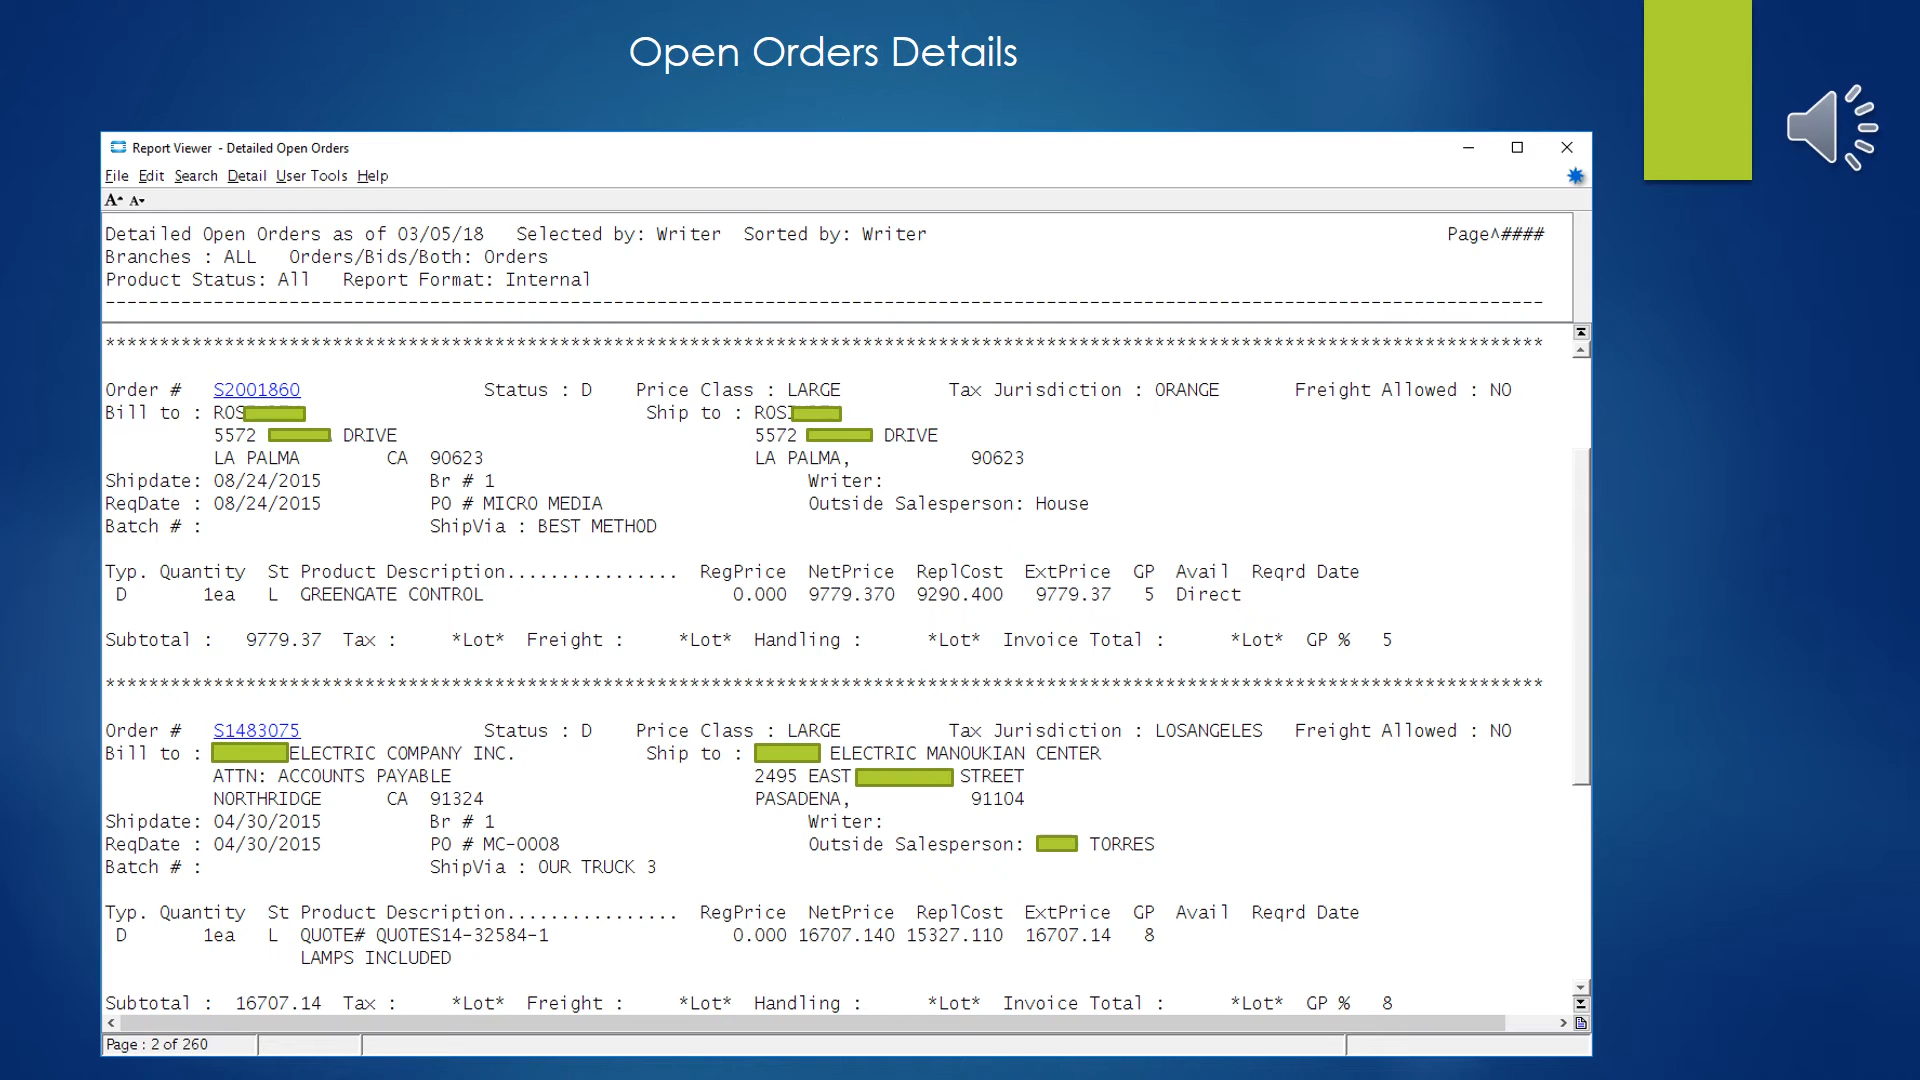 Open Orders Details
Report Viewer - Detailed Open Orders
File Edit Search Detail User Tools Help
A A
Detailed Open Orders as of 03/05/18 Selected by: Writer Sorted by: Writer Page^####
Branches : ALL Orders/Bids/Both: Orders
Product Status: All Report Format: Internal
Order # S2001860 Status : D Price Class : LARGE Tax Jurisdiction : ORANGE Freight Allowed : NO
Bill to : ROS Ship to : ROSI
5572 DRIVE 5572 DRIVE
LA PALMA CA 90623 LA PALMA, 90623
Shipdate: 08/24/2015 Br # 1 Writer:
ReqDate : 08/24/2015 PO # MICRO MEDIA Outside Salesperson: House
Batch # : ShipVia : BEST METHOD
Typ. Quantity St Product Description................ RegPrice NetPrice ReplCost ExtPrice GP Avail Reqrd Date
D 1ea L GREENGATE CONTROL 0.000 9779.370 9290.400 9779.37 5 Direct
Subtotal : 9779.37 Tax : *Lot* Freight : *Lot* Handling : *Lot* Invoice Total : *Lot* GP % 5
Order # S1483075 Status : D Price Class : LARGE Tax Jurisdiction : LOSANGELES Freight Allowed : NO
Bill to : ELECTRIC COMPANY INC. Ship to : ELECTRIC MANOUKIAN CENTER
ATTN: ACCOUNTS PAYABLE 2495 EAST STREET
NORTHRIDGE CA 91324 PASADENA, 91104
Shipdate: 04/30/2015 Br # 1 Writer:
ReqDate : 04/30/2015 PO # MC-0008 Outside Salesperson: TORRES
Batch # : ShipVia : OUR TRUCK 3
Typ. Quantity St Product Description................ RegPrice NetPrice ReplCost ExtPrice GP Avail Reqrd Date
D 1ea L QUOTE# QUOTES14-32584-1 0.000 16707.140 15327.110 16707.14 8
LAMPS INCLUDED
Subtotal : 16707.14 Tax : *Lot* Freight : *Lot* Handling : *Lot* Invoice Total : *Lot* GP % 8
Page : 2 of 260